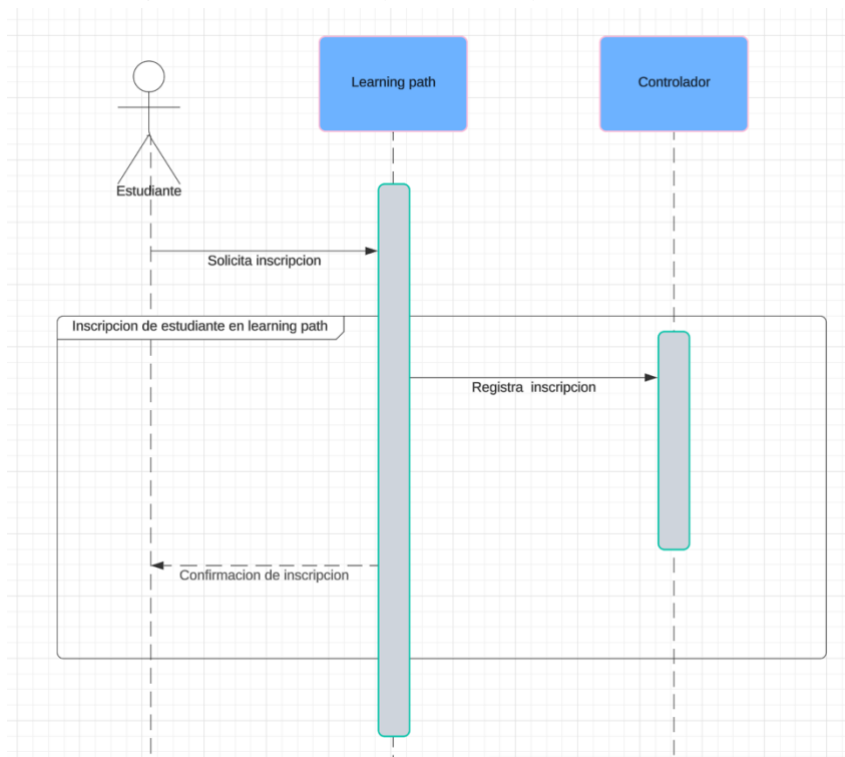 Learning path
Controlador
Estudiante
Solicita inscripcion
Inscripcion de estudiante en learning path
Registra  inscripcion
Confirmacion de inscripcion